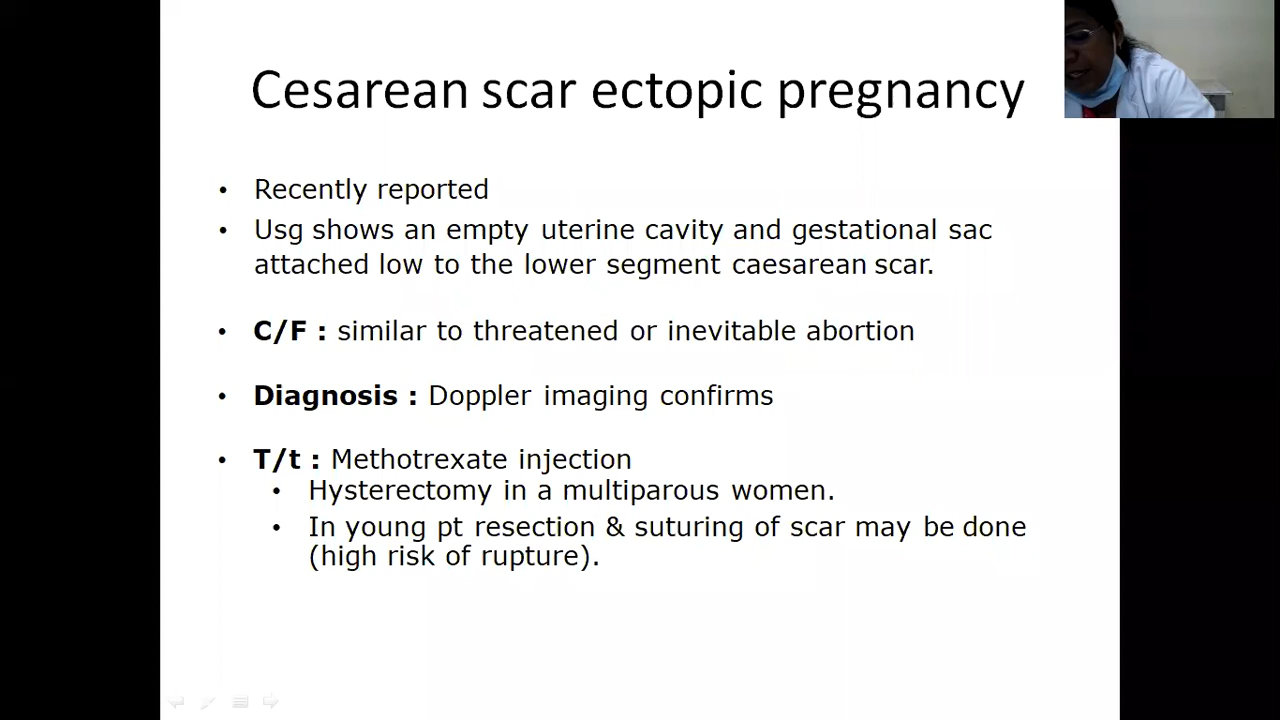 Cesarean scar ectopic pregnancy
• Recently reported
• Usg shows an empty uterine cavity and gestational sac
attached low to the lower segment caesarean scar.
• C/F : similar to threatened or inevitable abortion
• Diagnosis : Doppler imaging confirms
• T/t : Methotrexate injection
• Hysterectomy in a multiparous women.
• In young pt resection & suturing of scar may be done
(high risk of rupture).